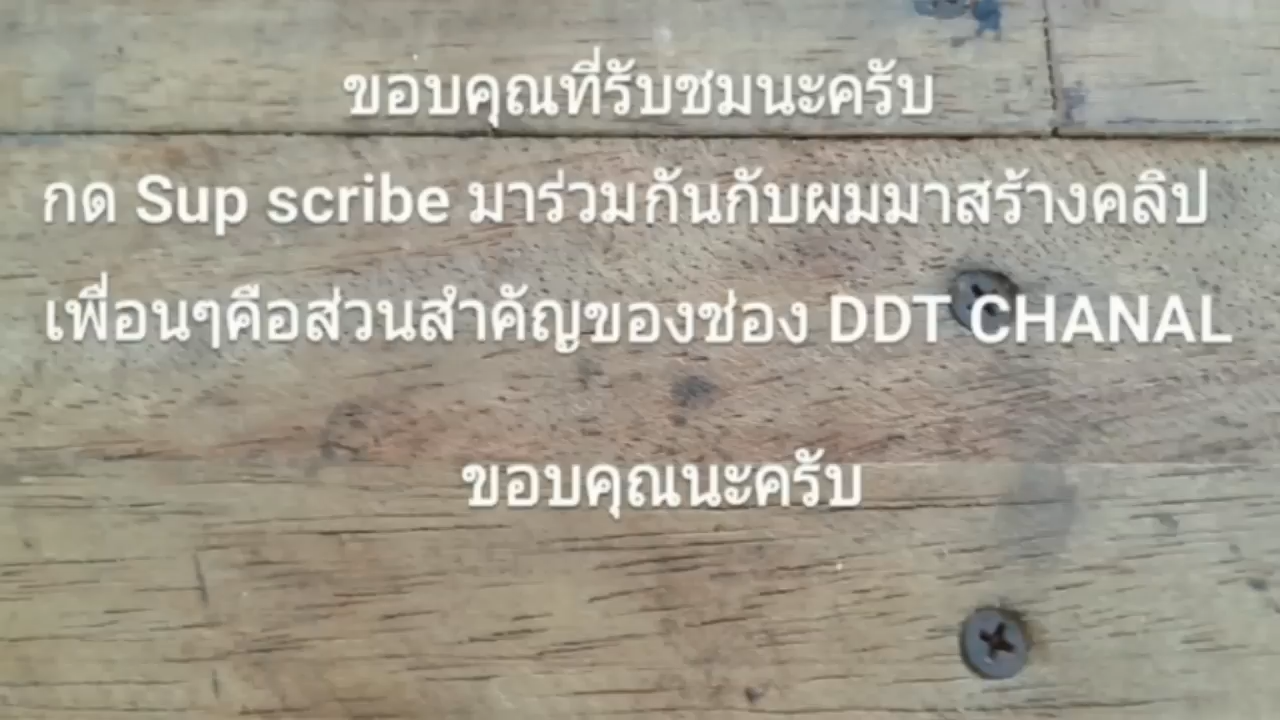 ขอบคุณที่รับชมนะครับ
กด Sup scribe มาร่วมกันกับผมมาสร้างคลิป
เพื่อนๆคือส่วนสำคัญของช่อง DDT CHANAL
ขอบคุณนะครับ